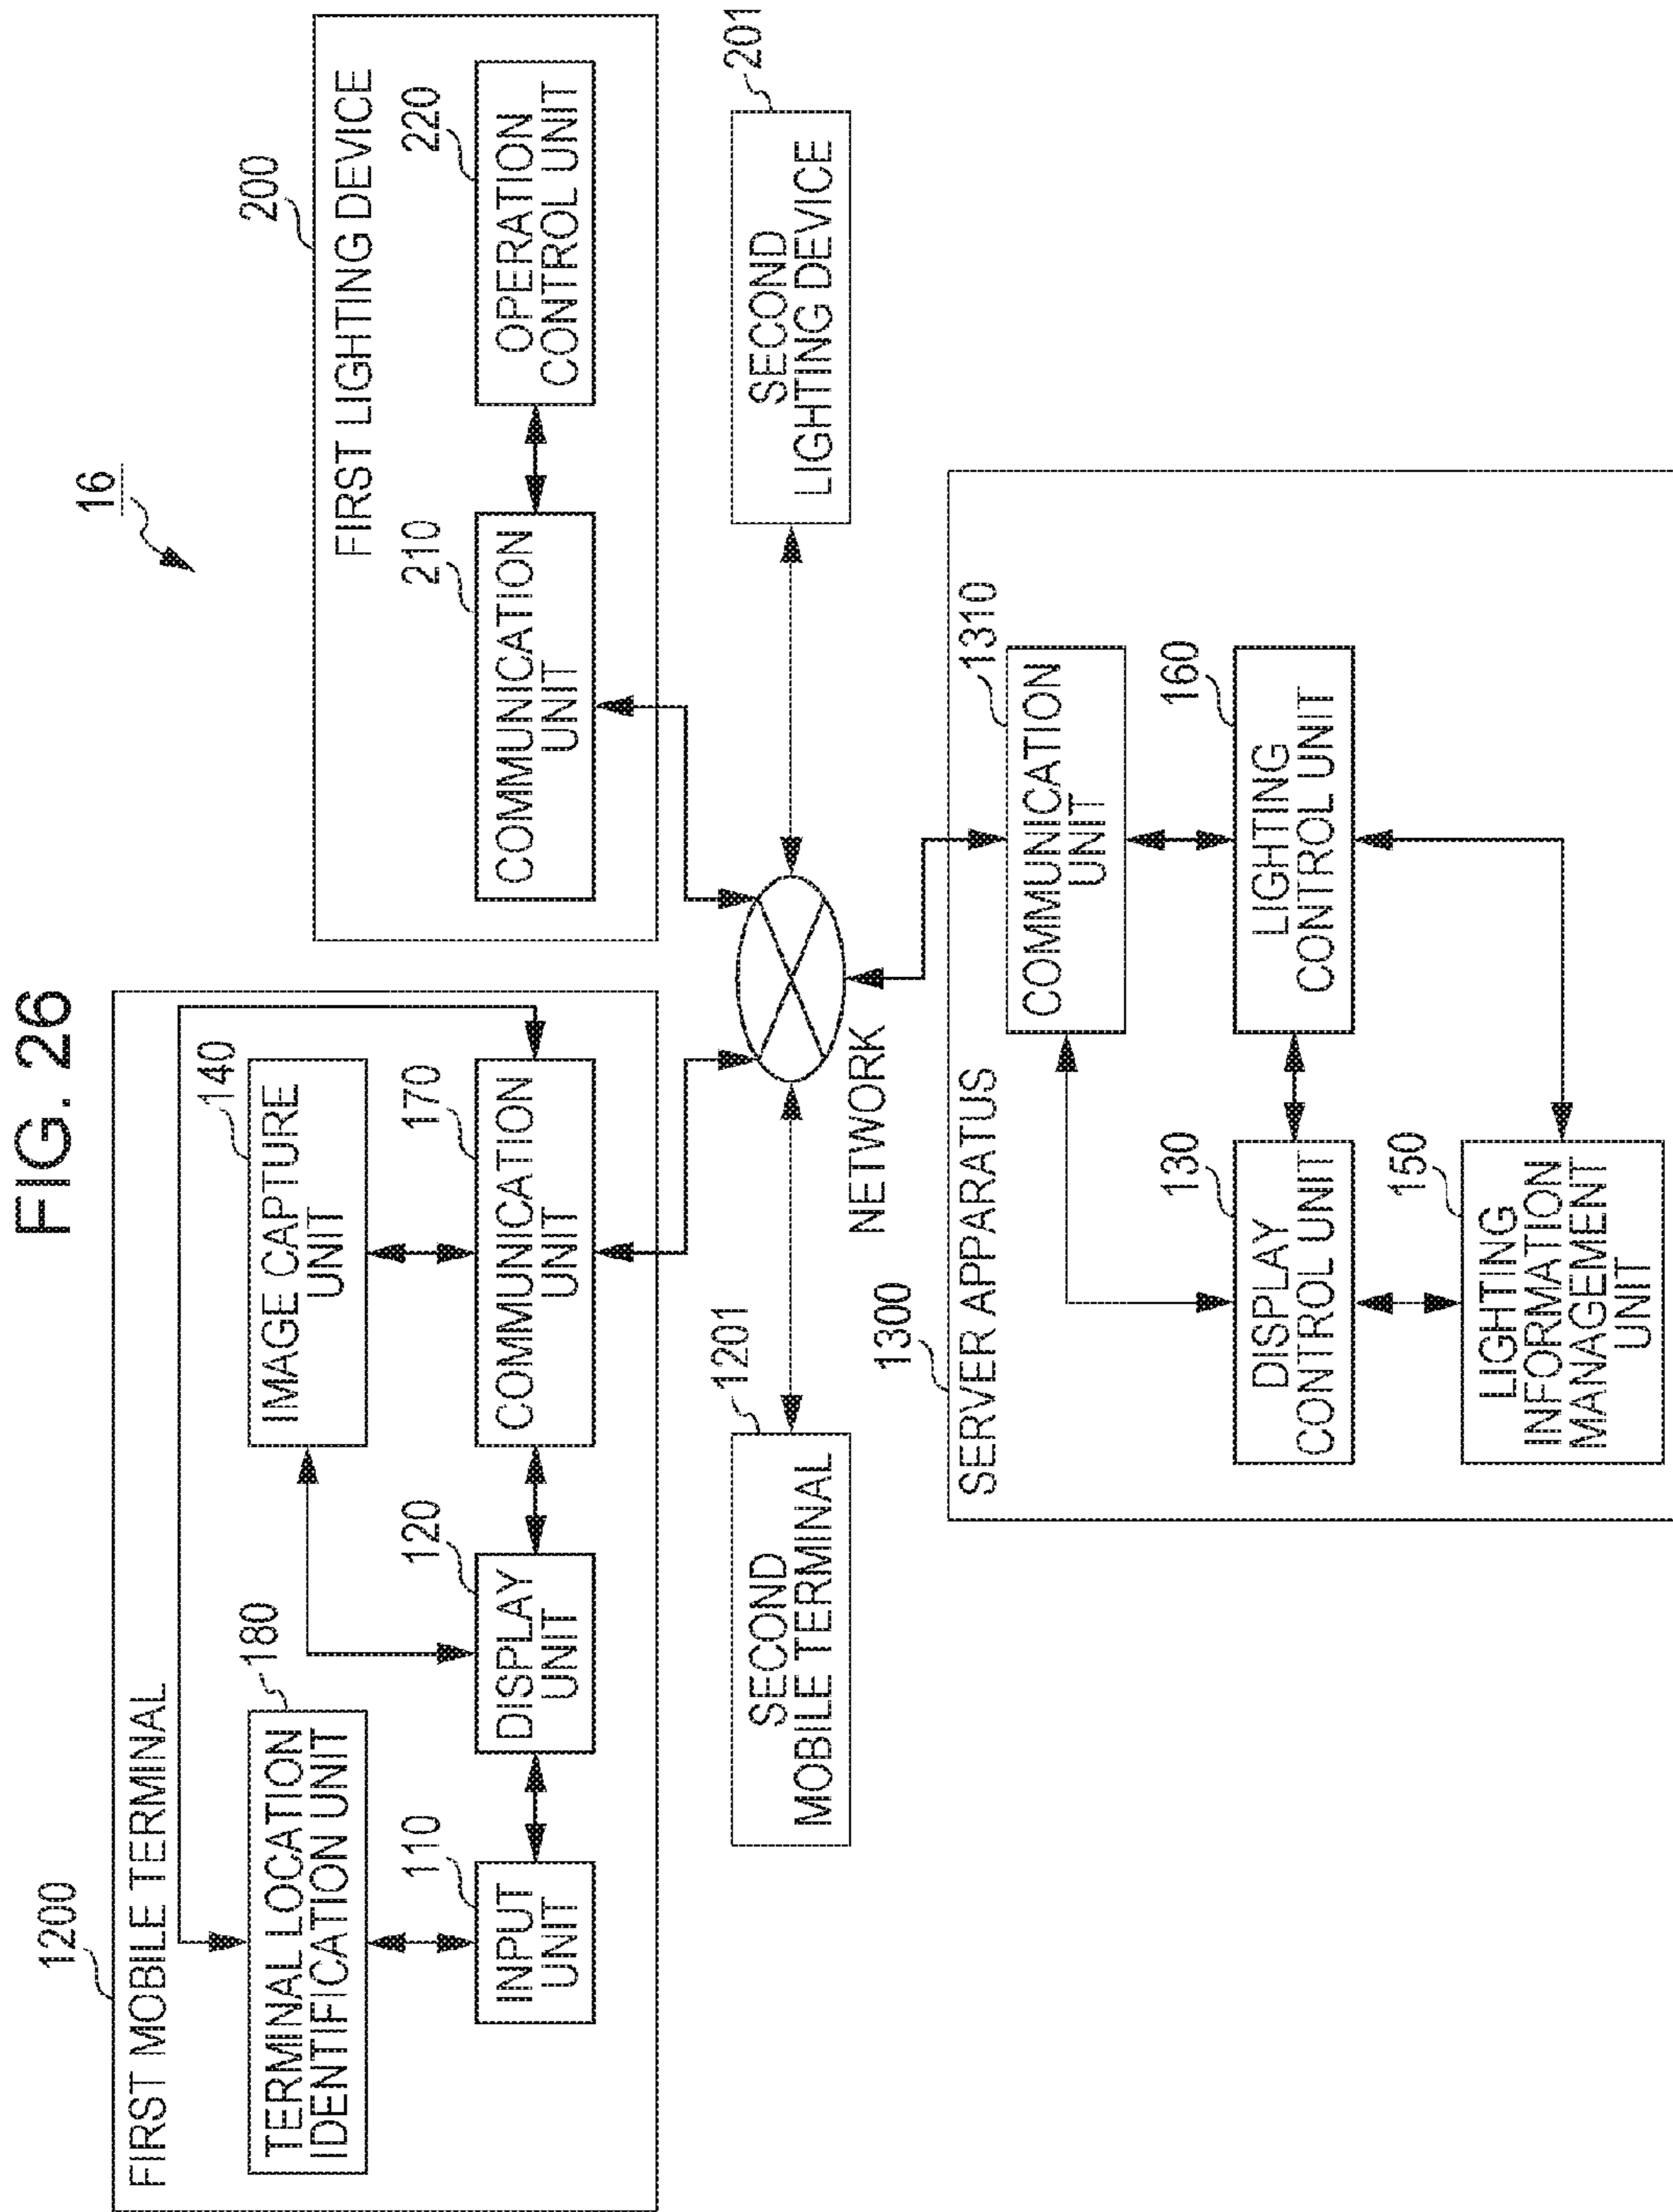 FIG. 26
16
1200
FIRST MOBILE TERMINAL
180
TERMINAL LOCATION
IDENTIFICATION UNIT
140
IMAGE CAPTURE
UNIT
110
INPUT
UNIT
120
DISPLAY
UNIT
170
COMMUNICATION
UNIT
200
FIRST LIGHTING DEVICE
210
COMMUNICATION
UNIT
220
OPERATION
CONTROL UNIT
1201
SECOND
MOBILE TERMINAL
NETWORK
201
SECOND
LIGHTING DEVICE
1300
SERVER APPARATUS
1310
COMMUNICATION
UNIT
130
DISPLAY
CONTROL UNIT
160
LIGHTING
CONTROL UNIT
150
LIGHTING
INFORMATION
MANAGEMENT
UNIT